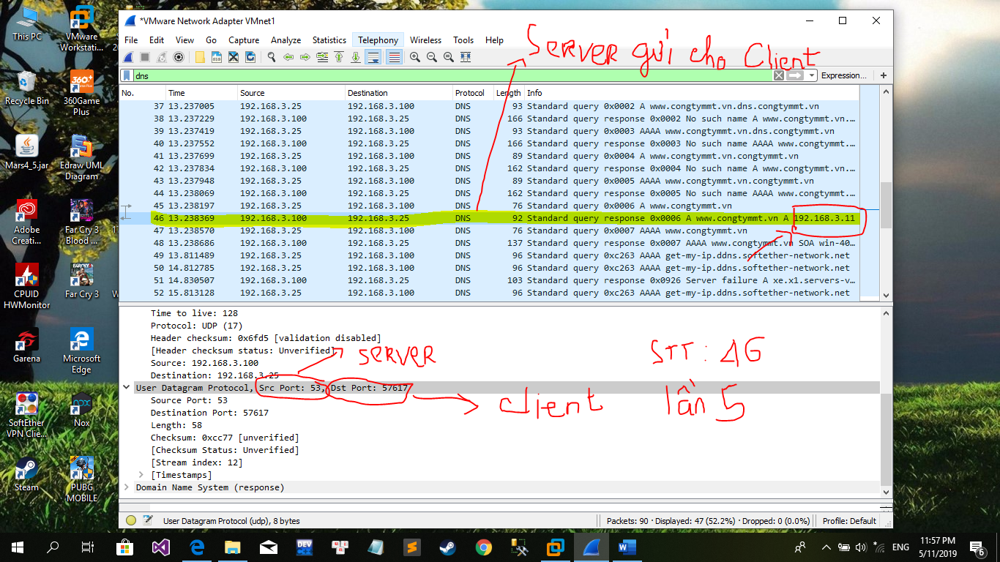 This PC
VMware
Workstati...
Recycle Bin
360Game
Plus
Mars4_5.jar
Edraw UML
Diagram
Adobe
Creati...
Far Cry 3
Blood ...
CPUID
HWMonitor
Far Cry 3
Garena
Microsoft
Edge
SoftEther
VPN Clie...
Nox
Steam
PUBG
MOBILE
*VMware Network Adapter VMnet1
File Edit View Go Capture Analyze Statistics Telephony Wireless Tools Help
SERVER gửi cho Client
dns
Expression... +
No. Time Source Destination Protocol Length Info
37 13.237005 192.168.3.25 192.168.3.100 DNS 93 Standard query 0x0002 A www.congtymmt.vn.dns.congtymmt.vn
38 13.237229 192.168.3.100 192.168.3.25 DNS 166 Standard query response 0x0002 No such name A www.congtymmt.vn....
39 13.237419 192.168.3.25 192.168.3.100 DNS 93 Standard query 0x0003 AAAA www.congtymmt.vn.dns.congtymmt.vn
40 13.237552 192.168.3.100 192.168.3.25 DNS 166 Standard query response 0x0003 No such name AAAA www.congtymmt....
41 13.237699 192.168.3.25 192.168.3.100 DNS 89 Standard query 0x0004 A www.congtymmt.vn.congtymmt.vn
42 13.237834 192.168.3.100 192.168.3.25 DNS 162 Standard query response 0x0004 No such name A www.congtymmt.vn....
43 13.237948 192.168.3.25 192.168.3.100 DNS 89 Standard query 0x0005 AAAA www.congtymmt.vn.congtymmt.vn
44 13.238069 192.168.3.100 192.168.3.25 DNS 162 Standard query response 0x0005 No such name AAAA www.congtymmt....
45 13.238197 192.168.3.25 192.168.3.100 DNS 76 Standard query 0x0006 A www.congtymmt.vn
46 13.238369 192.168.3.100 192.168.3.25 DNS 92 Standard query response 0x0006 A www.congtymmt.vn A 192.168.3.11
47 13.238570 192.168.3.25 192.168.3.100 DNS 76 Standard query 0x0007 AAAA www.congtymmt.vn
48 13.238686 192.168.3.100 192.168.3.25 DNS 137 Standard query response 0x0007 AAAA www.congtymmt.vn SOA win-40...
49 13.811489 192.168.3.25 192.168.3.100 DNS 96 Standard query 0xc263 AAAA get-my-ip.ddns.softether-network.net
50 14.812785 192.168.3.25 192.168.3.100 DNS 96 Standard query 0xc263 AAAA get-my-ip.ddns.softether-network.net
51 14.830507 192.168.3.100 192.168.3.25 DNS 103 Standard query response 0x0926 Server failure A xe.x1.servers-v...
52 15.813128 192.168.3.25 192.168.3.100 DNS 96 Standard query 0xc263 AAAA get-my-ip.ddns.softether-network.net
Time to live: 128
Protocol: UDP (17)
Header checksum: 0x6fd5 [validation disabled]
[Header checksum status: Unverified]
Source: 192.168.3.100
Destination: 192.168.3.25
SERVER
STT: 46
User Datagram Protocol, Src Port: 53, Dst Port: 57617
client
lần 5
Source Port: 53
Destination Port: 57617
Length: 58
Checksum: 0xcc77 [unverified]
[Checksum Status: Unverified]
[Stream index: 12]
[Timestamps]
Domain Name System (response)
User Datagram Protocol (udp), 8 bytes
Packets: 90 · Displayed: 47 (52.2%) · Dropped: 0 (0.0%)
Profile: Default
ENG
11:57 PM
5/11/2019
6